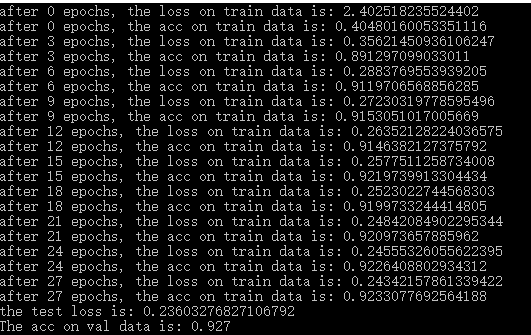 after 0 epochs, the loss on train data is: 2.402518235524402
after 0 epochs, the acc on train data is: 0.40480160053351116
after 3 epochs, the loss on train data is: 0.35621450936106247
after 3 epochs, the acc on train data is: 0.891297099033011
after 6 epochs, the loss on train data is: 0.2883769553939205
after 6 epochs, the acc on train data is: 0.9119706568856285
after 9 epochs, the loss on train data is: 0.27230319778595496
after 9 epochs, the acc on train data is: 0.9153051017005669
after 12 epochs, the loss on train data is: 0.26352128224036575
after 12 epochs, the acc on train data is: 0.9146382127375792
after 15 epochs, the loss on train data is: 0.2577511258734008
after 15 epochs, the acc on train data is: 0.9219739913304434
after 18 epochs, the loss on train data is: 0.2523022744568303
after 18 epochs, the acc on train data is: 0.9199733244414805
after 21 epochs, the loss on train data is: 0.24842084902295344
after 21 epochs, the acc on train data is: 0.920973657885962
after 24 epochs, the loss on train data is: 0.24555326055622395
after 24 epochs, the acc on train data is: 0.9226408802934312
after 27 epochs, the loss on train data is: 0.24342157861339422
after 27 epochs, the acc on train data is: 0.9233077692564188
the test loss is: 0.23603276827106792
The acc on val data is: 0.927